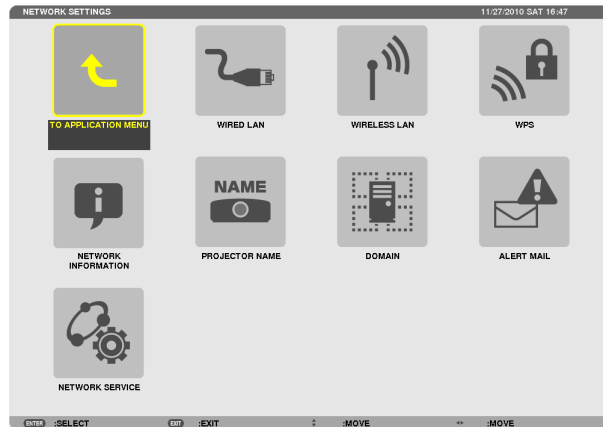 NETWORK SETTINGS 11/27/2010 SAT 16:47
TO APPLICATION MENU WIRED LAN WIRELESS LAN WPS
NAME
NETWORK
INFORMATION PROJECTOR NAME DOMAIN ALERT MAIL
NETWORK SERVICE
ENTER :SELECT EXIT :EXIT :MOVE :MOVE